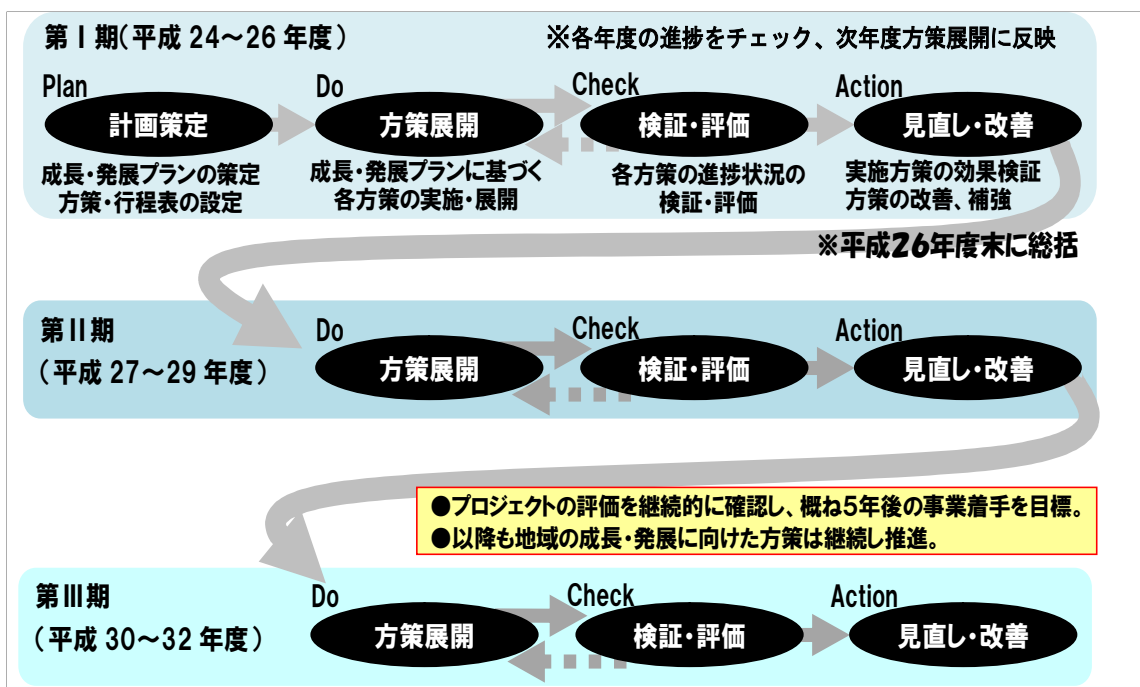 第Ⅰ期(平成 24～26 年度)
※各年度の進捗をチェック、次年度方策展開に反映
Plan
Do
Check
Action
計画策定
方策展開
検証・評価
見直し・改善
成長・発展プランの策定
方策・行程表の設定
成長・発展プランに基づく
各方策の実施・展開
各方策の進捗状況の
検証・評価
実施方策の効果検証
方策の改善、補強
※平成26年度末に総括
第Ⅱ期
(平成 27～29 年度)
Do
Check
Action
方策展開
検証・評価
見直し・改善
●プロジェクトの評価を継続的に確認し、概ね5年後の事業着手を目標。
●以降も地域の成長・発展に向けた方策は継続し推進。
第Ⅲ期
(平成 30～32 年度)
Do
Check
Action
方策展開
検証・評価
見直し・改善